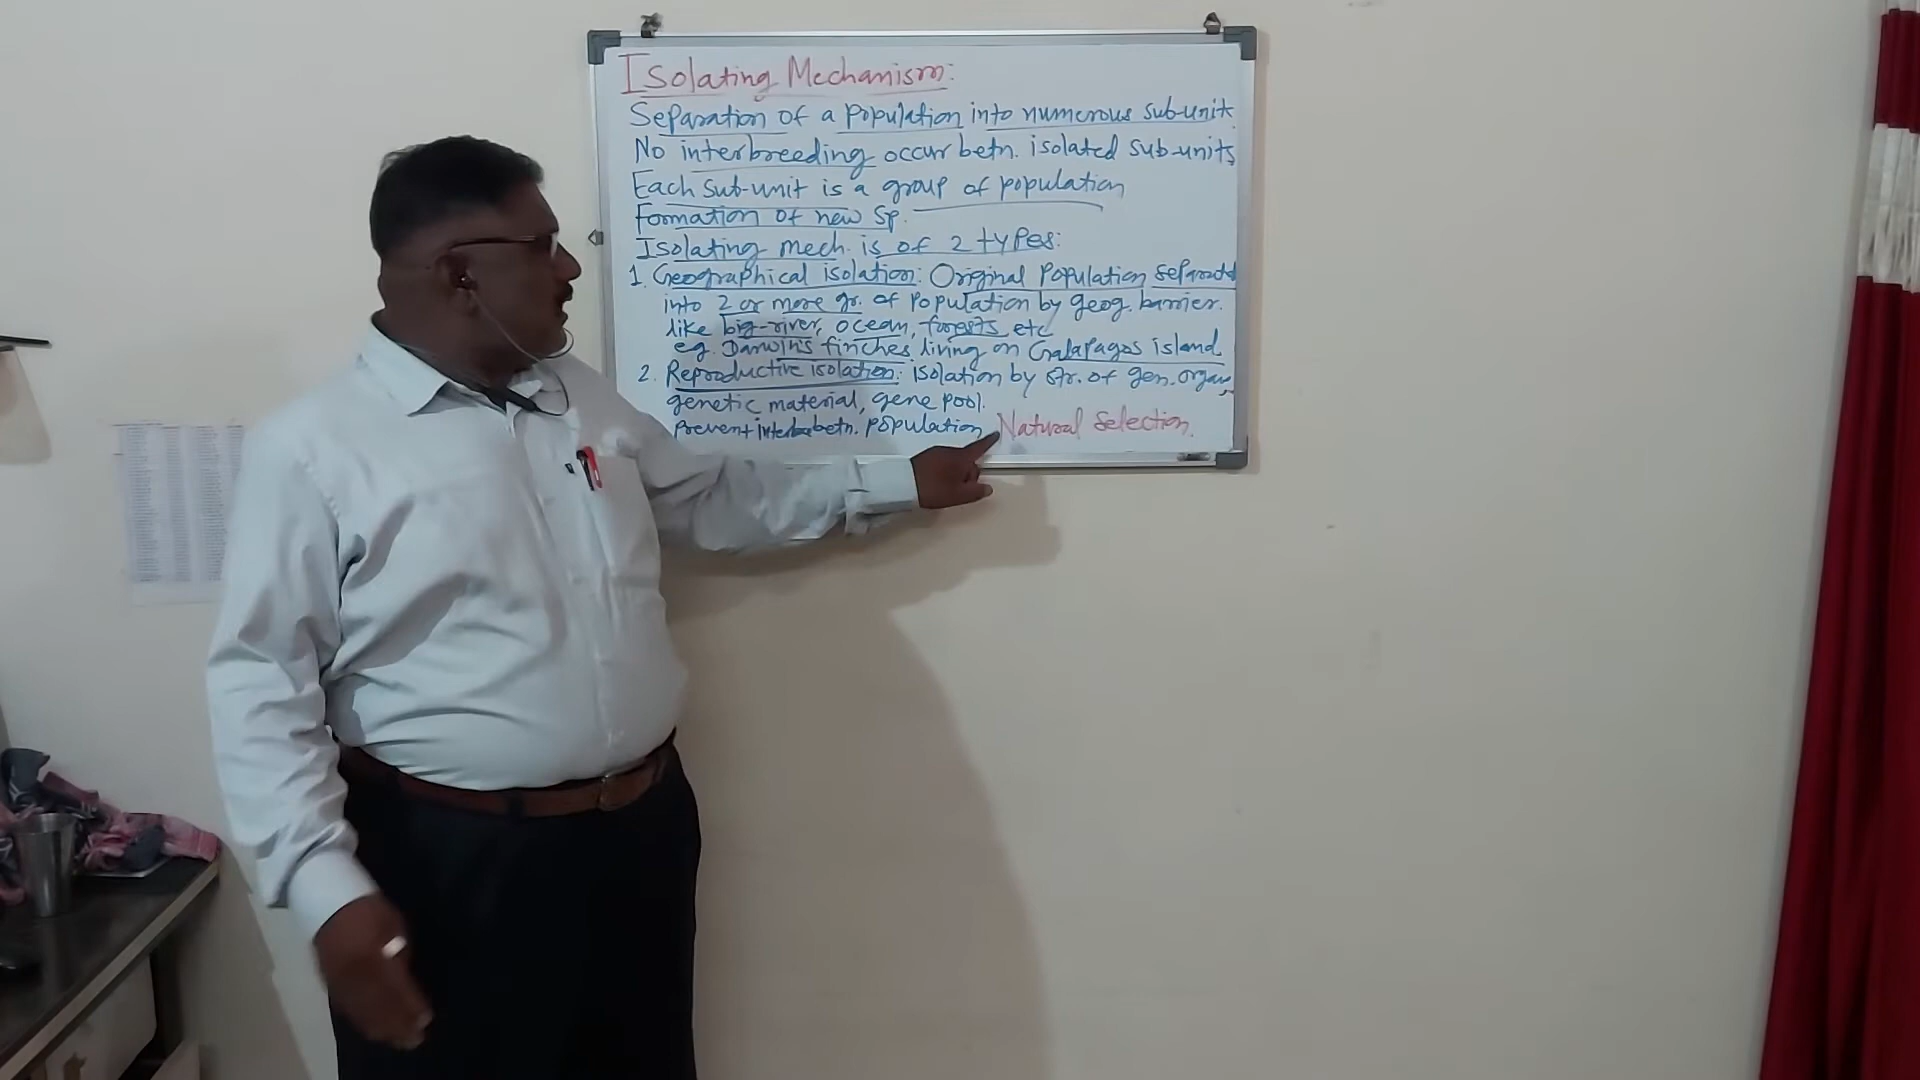 Isolating Mechanism:
Separation of a population into numerous sub-unit.
No interbreeding occur betn. isolated sub-units
Each sub-unit is a group of population
Formation of new Sp.
Isolating mech. is of 2 types:
1. Geographical isolation: Original population separated
into 2 or more gr. of population by geog. barrier.
like big-river, ocean, forests etc
eg. Darwin's finches living on Galapagos island
2. Reproductive isolation: isolation by str. of gen. organs
genetic material, gene pool.
Prevent betn. population Natural Selection.